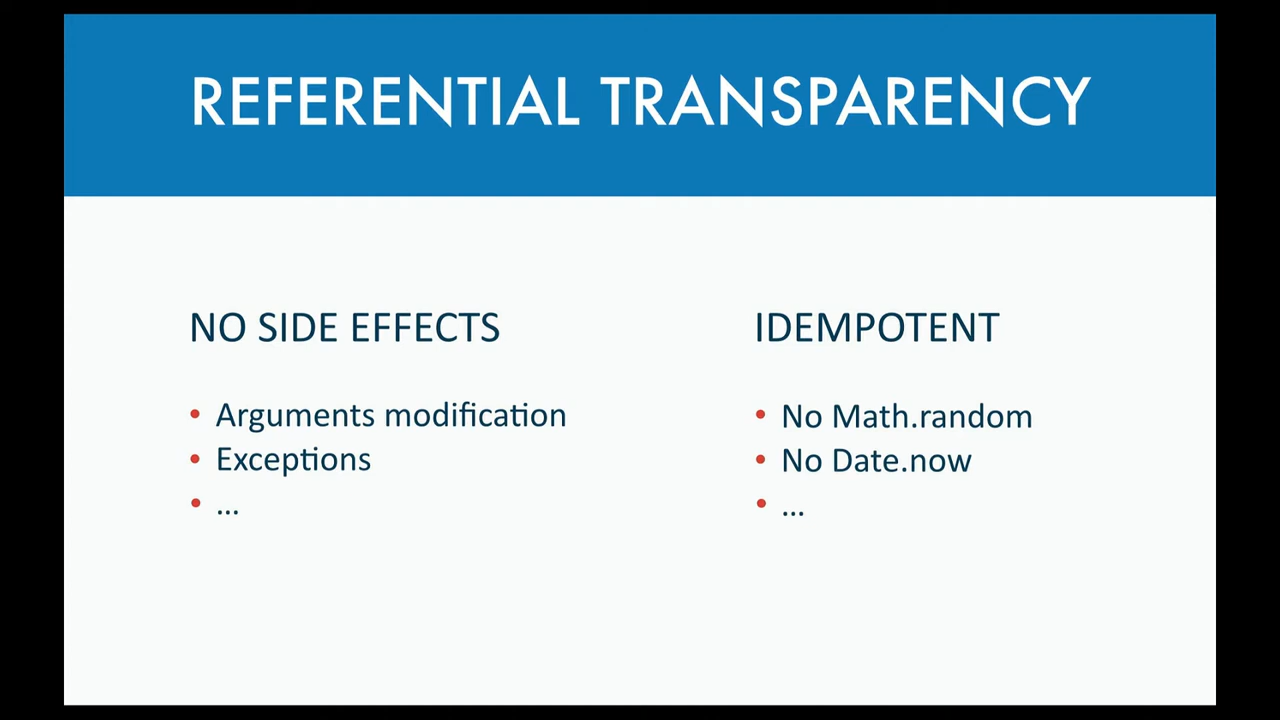 REFERENTIAL TRANSPARENCY
NO SIDE EFFECTS
• Arguments modification
• Exceptions
• ...
IDEMPOTENT
• No Math.random
• No Date.now
• ...